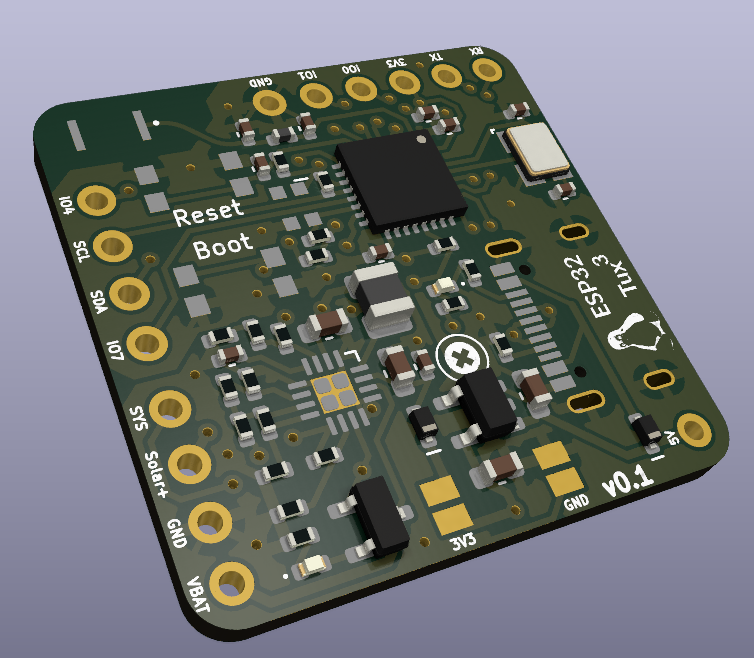 GND
IO1
IO0
3V3
TX
RX
IO4
SCL
SDA
IO7
SYS
Solar+
GND
VBAT
Reset
Boot
ESP32
3
Tux
5V
v0.1
GND
3V3